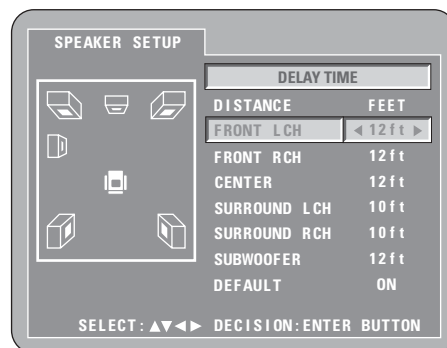 SPEAKER SETUP
DELAY TIME
DISTANCE FEET
FRONT LCH ◀ 12ft ▶
FRONT RCH 12ft
CENTER 12ft
SURROUND LCH 10ft
SURROUND RCH 10ft
SUBWOOFER 12ft
DEFAULT ON
SELECT: ▲▼◀▶ DECISION: ENTER BUTTON